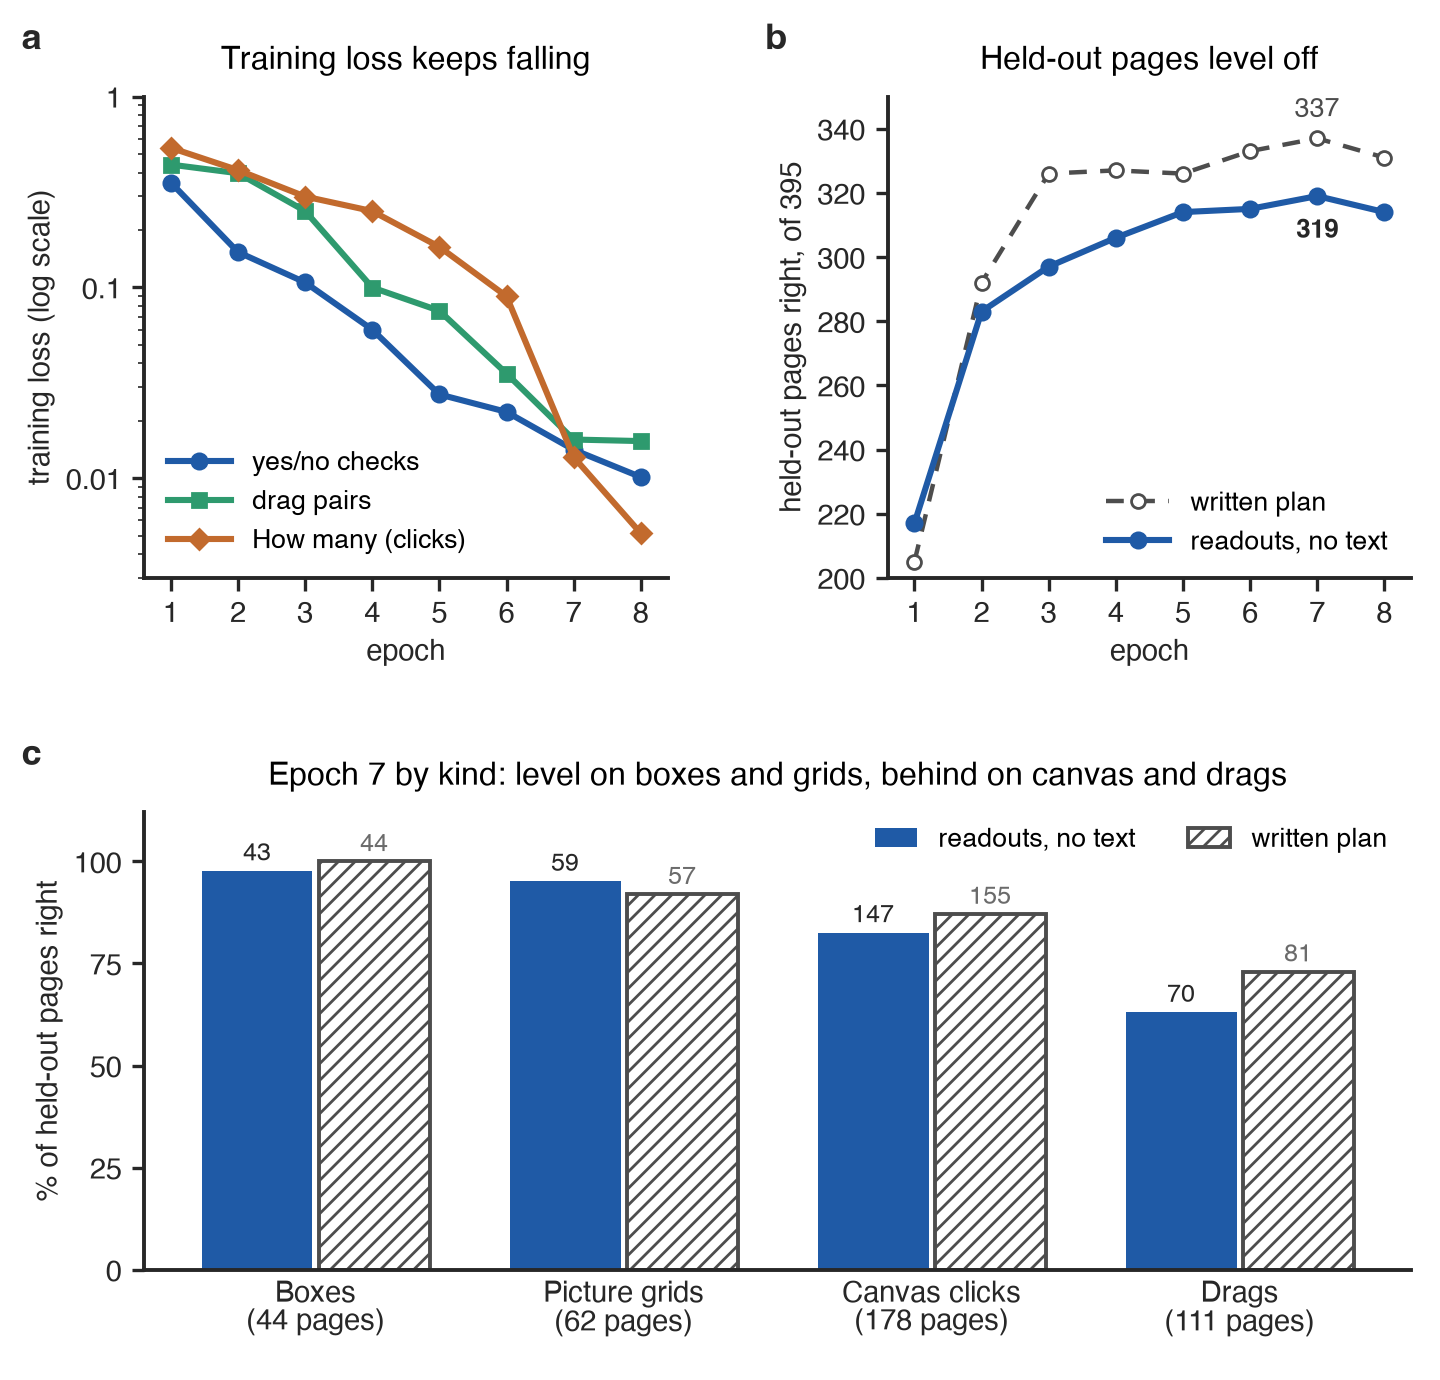 a
Training loss keeps falling
training loss (log scale)
1
0.1
0.01
yes/no checks
drag pairs
How many (clicks)
1 2 3 4 5 6 7 8
epoch
b
Held-out pages level off
held-out pages right, of 395
340
320
300
280
260
240
220
200
337
319
written plan
readouts, no text
1 2 3 4 5 6 7 8
epoch
c
Epoch 7 by kind: level on boxes and grids, behind on canvas and drags
% of held-out pages right
100
75
50
25
0
readouts, no text
written plan
43 44
59 57
147 155
70 81
Boxes
(44 pages)
Picture grids
(62 pages)
Canvas clicks
(178 pages)
Drags
(111 pages)